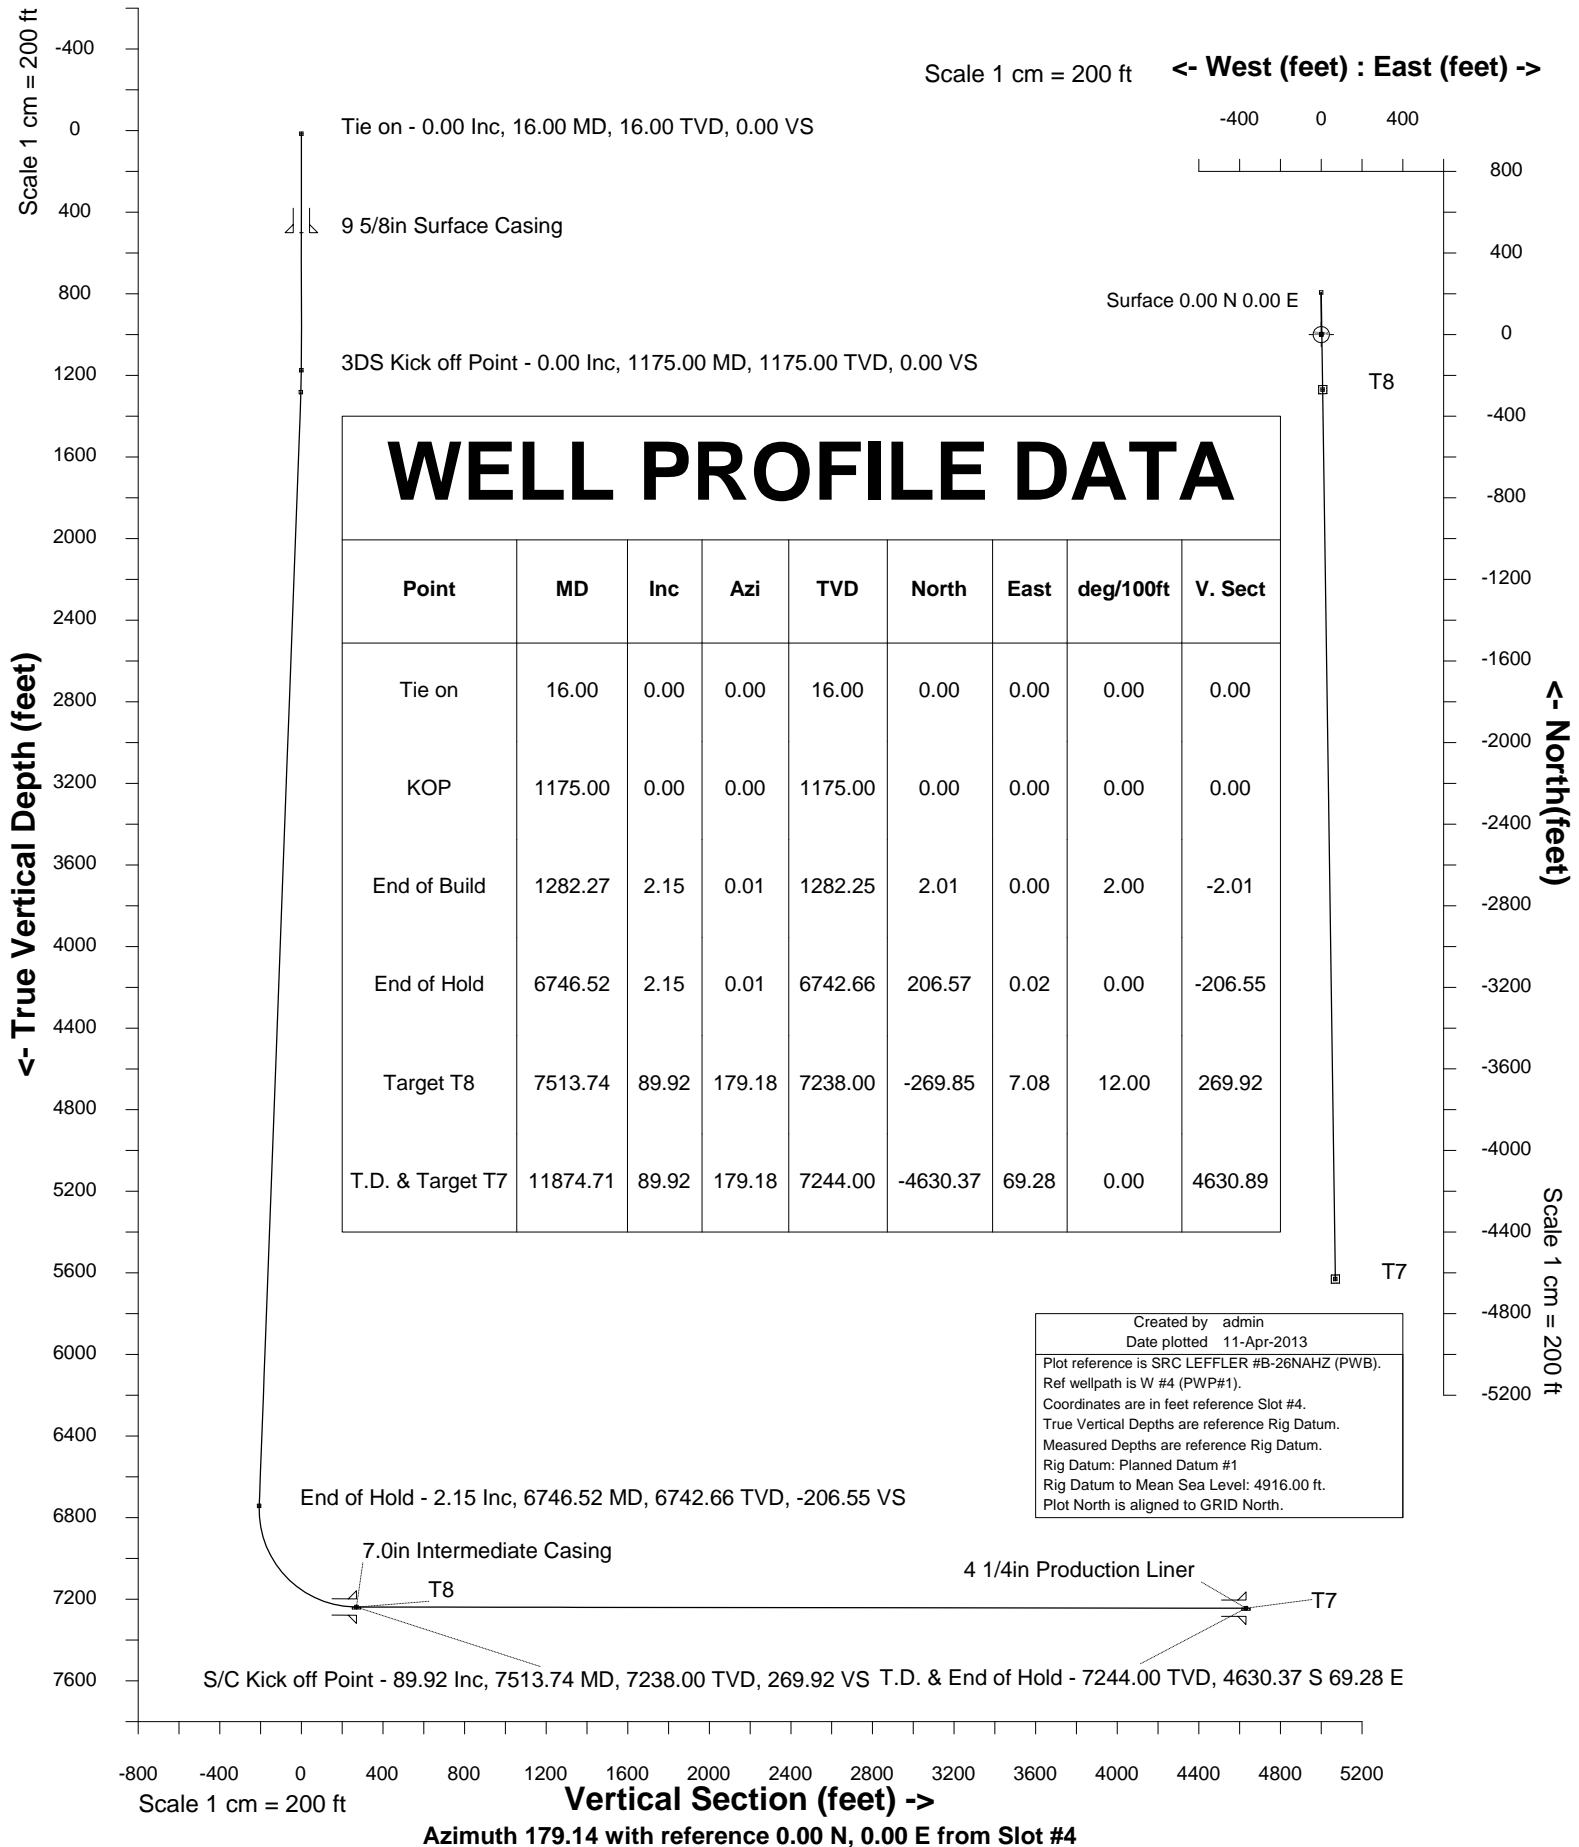 Scale 1 cm = 200 ft
<- West (feet) : East (feet) ->
-400 0 400
Scale 1 cm = 200 ft
<- True Vertical Depth (feet)
-400
0
400
800
1200
1600
2000
2400
2800
3200
3600
4000
4400
4800
5200
5600
6000
6400
6800
7200
7600
Tie on - 0.00 Inc, 16.00 MD, 16.00 TVD, 0.00 VS
9 5/8in Surface Casing
3DS Kick off Point - 0.00 Inc, 1175.00 MD, 1175.00 TVD, 0.00 VS
WELL PROFILE DATA
Point MD Inc Azi TVD North East deg/100ft V. Sect
Tie on 16.00 0.00 0.00 16.00 0.00 0.00 0.00 0.00
KOP 1175.00 0.00 0.00 1175.00 0.00 0.00 0.00 0.00
End of Build 1282.27 2.15 0.01 1282.25 2.01 0.00 2.00 -2.01
End of Hold 6746.52 2.15 0.01 6742.66 206.57 0.02 0.00 -206.55
Target T8 7513.74 89.92 179.18 7238.00 -269.85 7.08 12.00 269.92
T.D. & Target T7 11874.71 89.92 179.18 7244.00 -4630.37 69.28 0.00 4630.89
Surface 0.00 N 0.00 E
T8
T7
800
400
0
-400
-800
-1200
-1600
-2000
-2400
-2800
-3200
-3600
-4000
-4400
-4800
-5200
<- North(feet)
Scale 1 cm = 200 ft
Created by admin
Date plotted 11-Apr-2013
Plot reference is SRC LEFFLER #B-26NAHZ (PWB).
Ref wellpath is W #4 (PWP#1).
Coordinates are in feet reference Slot #4.
True Vertical Depths are reference Rig Datum.
Measured Depths are reference Rig Datum.
Rig Datum: Planned Datum #1
Rig Datum to Mean Sea Level: 4916.00 ft.
Plot North is aligned to GRID North.
End of Hold - 2.15 Inc, 6746.52 MD, 6742.66 TVD, -206.55 VS
7.0in Intermediate Casing
T8
4 1/4in Production Liner
T7
S/C Kick off Point - 89.92 Inc, 7513.74 MD, 7238.00 TVD, 269.92 VS
T.D. & End of Hold - 7244.00 TVD, 4630.37 S 69.28 E
-800 -400 0 400 800 1200 1600 2000 2400 2800 3200 3600 4000 4400 4800 5200
Scale 1 cm = 200 ft
Vertical Section (feet) ->
Azimuth 179.14 with reference 0.00 N, 0.00 E from Slot #4